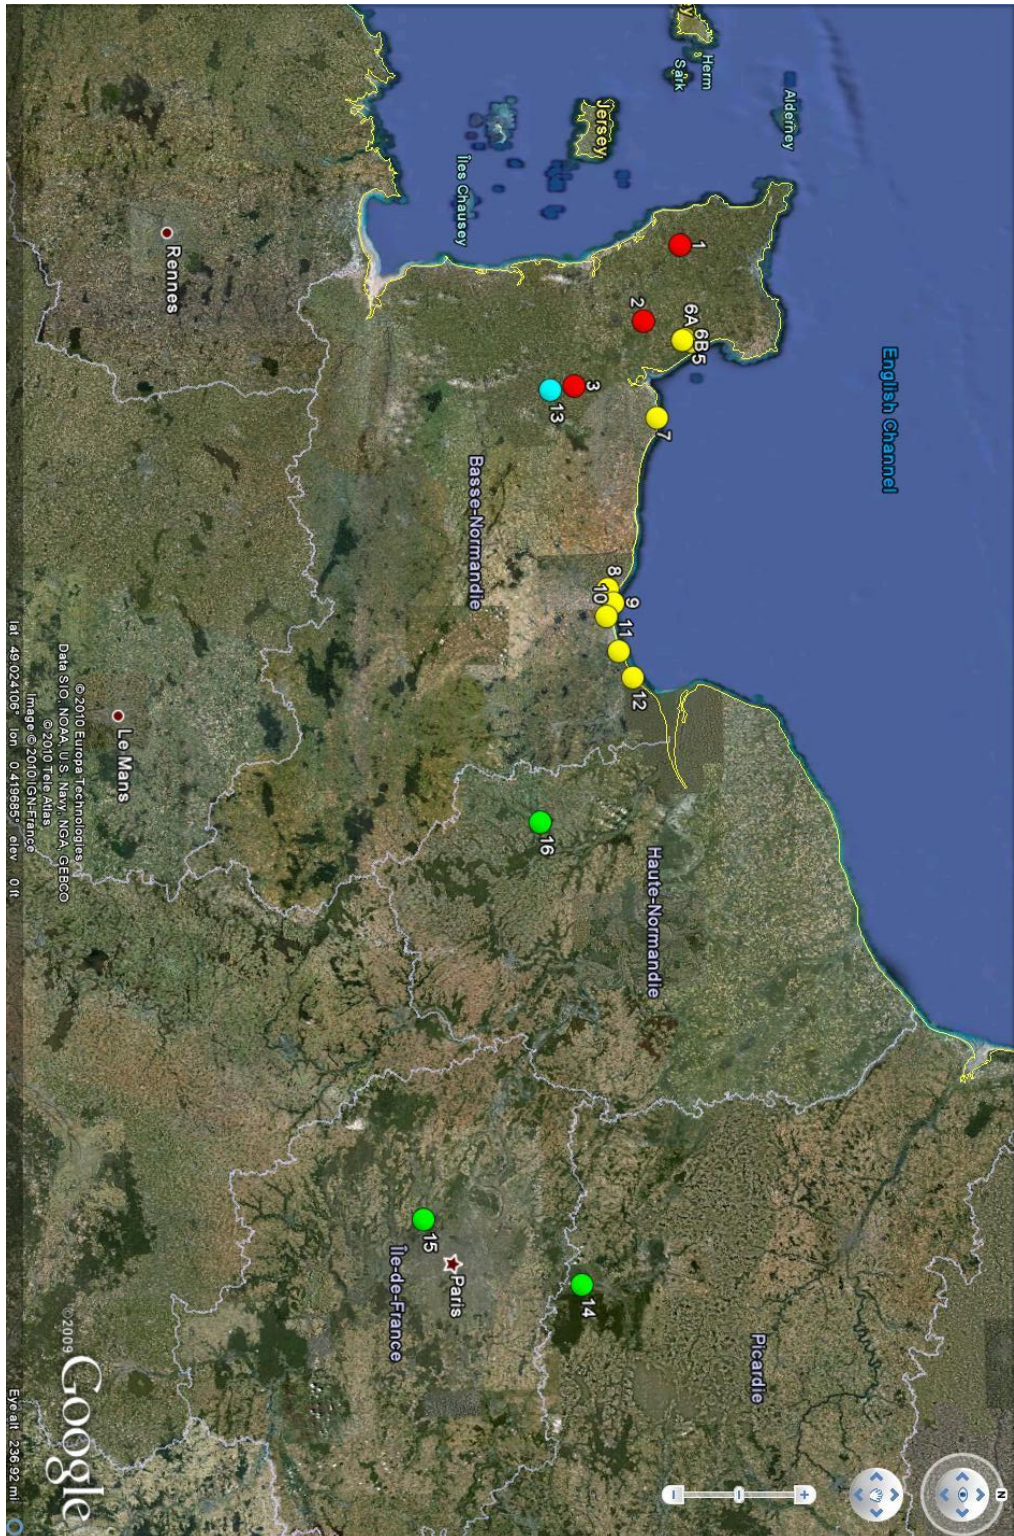 English Channel
Alderney
Herm
Sark
Jersey
Îles Chausey
1
2
6A
6B
5
3
13
7
8
9
10
11
12
Basse-Normandie
Haute-Normandie
16
Rennes
Le Mans
Picardie
14
15
Paris
Île-de-France
N
© 2010 Europa Technologies
Data SIO, NOAA, U.S. Navy, NGA, GEBCO
© 2010 Tele Atlas
Image © 2010 IGN-France
©2009 Google
lat 49.024106° lon 0.419685° elev 0 ft
Eye alt 236.92 mi